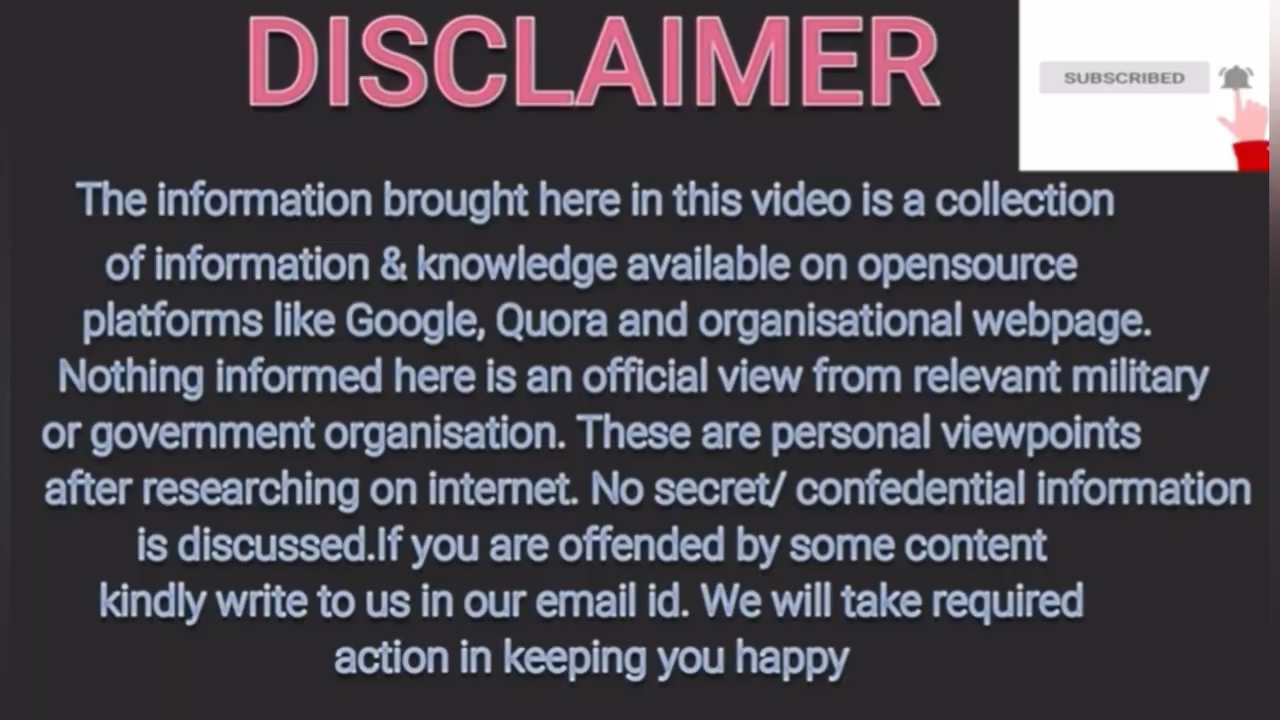 DISCLAIMER
SUBSCRIBED
The information brought here in this video is a collection
of information & knowledge available on opensource
platforms like Google, Quora and organisational webpage.
Nothing informed here is an official view from relevant military
or government organisation. These are personal viewpoints
after researching on internet. No secret/ confedential information
is discussed.If you are offended by some content
kindly write to us in our email id. We will take required
action in keeping you happy